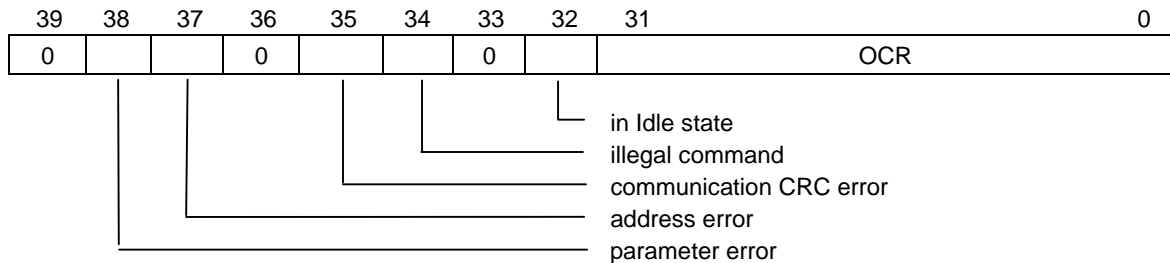 39 38 37 36 35 34 33 32 31 0
0 0 0 OCR
in Idle state
illegal command
communication CRC error
address error
parameter error